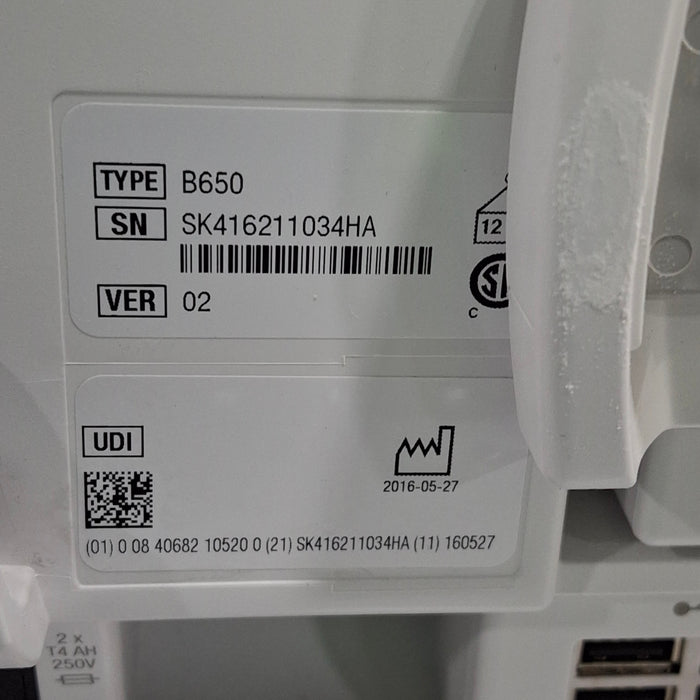 TYPE B650
SN SK416211034HA
12
VER 02
C
UDI
2016-05-27
(01) 0 08 40682 10520 0 (21) SK416211034HA (11) 160527
2 x
T4 AH
250V